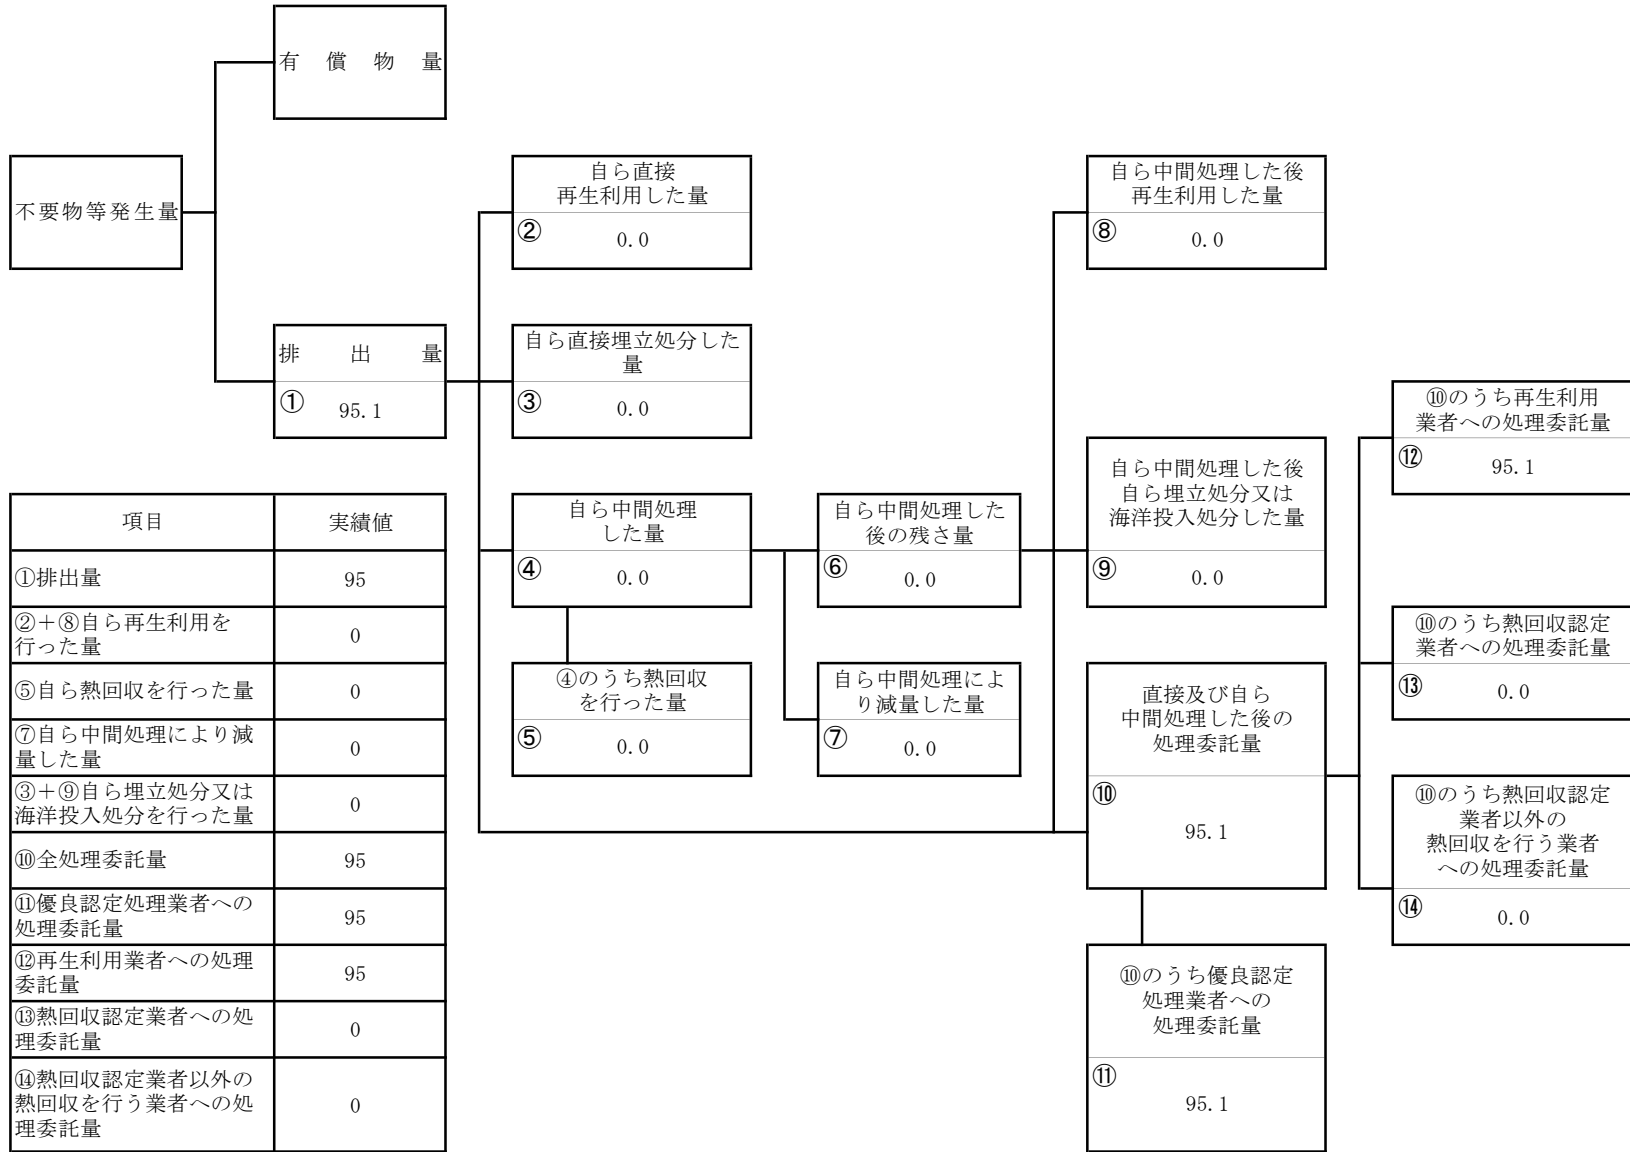 有償物量
不要物等発生量
排出量
①
95.1
自ら直接
再生利用した量
②
0.0
自ら直接埋立処分した
量
③
0.0
自ら中間処理
した量
④
0.0
④のうち熱回収
を行った量
⑤
0.0
自ら中間処理した
後の残さ量
⑥
0.0
自ら中間処理によ
り減量した量
⑦
0.0
自ら中間処理した後
再生利用した量
⑧
0.0
自ら中間処理した後
自ら埋立処分又は
海洋投入処分した量
⑨
0.0
直接及び自ら
中間処理した後の
処理委託量
⑩
95.1
⑩のうち優良認定
処理業者への
処理委託量
⑪
95.1
⑩のうち再生利用
業者への処理委託量
⑫
95.1
⑩のうち熱回収認定
業者への処理委託量
⑬
0.0
⑩のうち熱回収認定
業者以外の
熱回収を行う業者
への処理委託量
⑭
0.0
項目 実績値
①排出量 95
②＋⑧自ら再生利用を
行った量 0
⑤自ら熱回収を行った量 0
⑦自ら中間処理により減
量した量 0
③＋⑨自ら埋立処分又は
海洋投入処分を行った量 0
⑩全処理委託量 95
⑪優良認定処理業者への
処理委託量 95
⑫再生利用業者への処理
委託量 95
⑬熱回収認定業者への処
理委託量 0
⑭熱回収認定業者以外の
熱回収を行う業者への処
理委託量 0